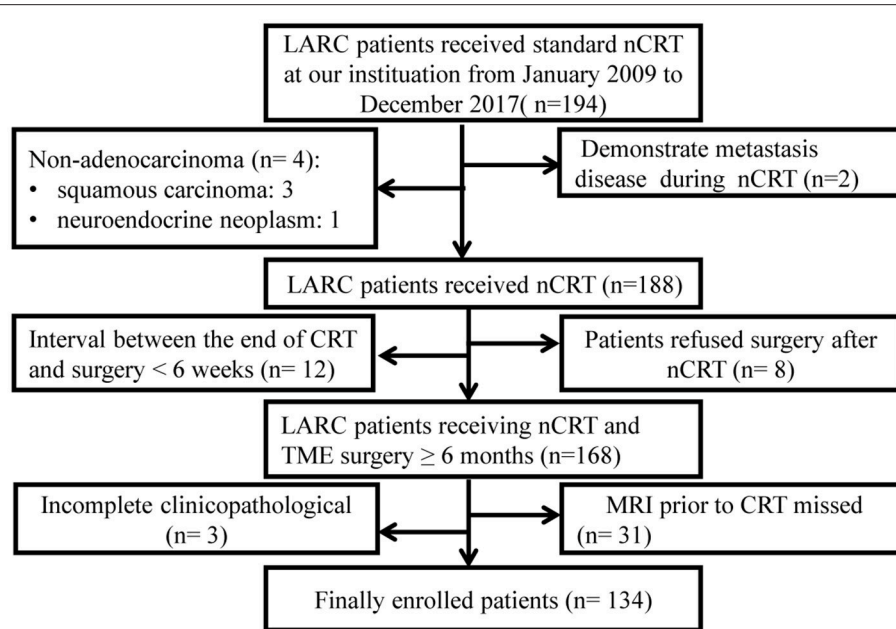 LARC patients received standard nCRT
at our instituation from January 2009 to
December 2017( n=194)
Non-adenocarcinoma (n= 4):
• squamous carcinoma: 3
• neuroendocrine neoplasm: 1
Demonstrate metastasis
disease during nCRT (n=2)
LARC patients received nCRT (n=188)
Interval between the end of CRT
and surgery < 6 weeks (n= 12)
Patients refused surgery after
nCRT (n= 8)
LARC patients receiving nCRT and
TME surgery ≥ 6 months (n=168)
Incomplete clinicopathological
(n= 3)
MRI prior to CRT missed
(n= 31)
Finally enrolled patients (n= 134)